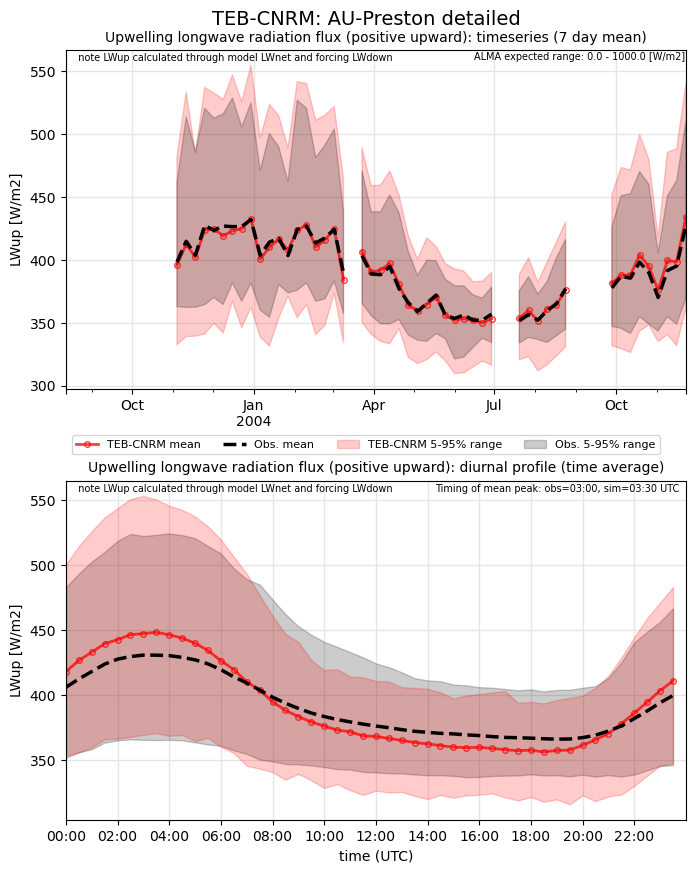 TEB-CNRM: AU-Preston detailed
Upwelling longwave radiation flux (positive upward): timeseries (7 day mean)
note LWup calculated through model LWnet and forcing LWdown
ALMA expected range: 0.0 - 1000.0 [W/m2]
LWup [W/m2]
550
500
450
400
350
300
Oct
Jan
2004
Apr
Jul
Oct
TEB-CNRM mean
Obs. mean
TEB-CNRM 5-95% range
Obs. 5-95% range
Upwelling longwave radiation flux (positive upward): diurnal profile (time average)
note LWup calculated through model LWnet and forcing LWdown
Timing of mean peak: obs=03:00, sim=03:30 UTC
LWup [W/m2]
550
500
450
400
350
00:00
02:00
04:00
06:00
08:00
10:00
12:00
14:00
16:00
18:00
20:00
22:00
time (UTC)